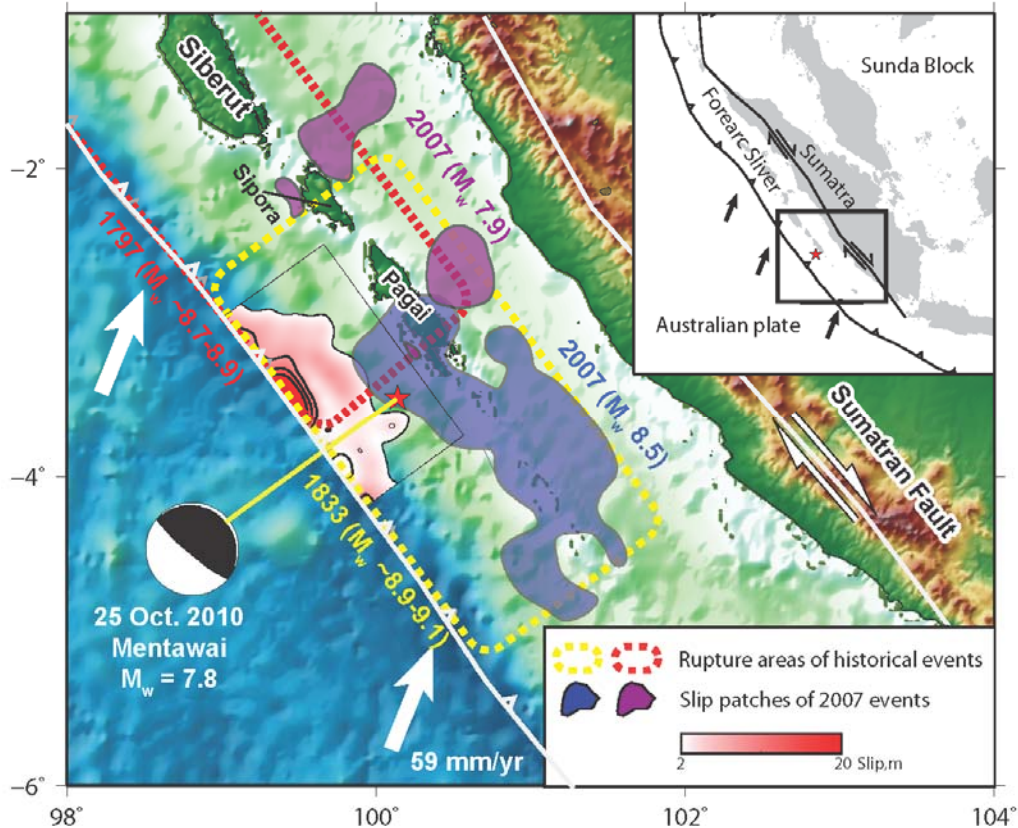 Siberut
Sipora
Pagai
2007 (Mw 7.9)
2007 (Mw 8.5)
1797 (Mw ~8.7-8.9)
1833 (Mw ~8.9-9.1)
25 Oct. 2010
Mentawai
Mw = 7.8
59 mm/yr
Sumatran Fault
Sunda Block
Forearc Sliver
Sumatra
Australian plate
Rupture areas of historical events
Slip patches of 2007 events
2
20 Slip,m
−2˚
−4˚
−6˚
98˚
100˚
102˚
104˚